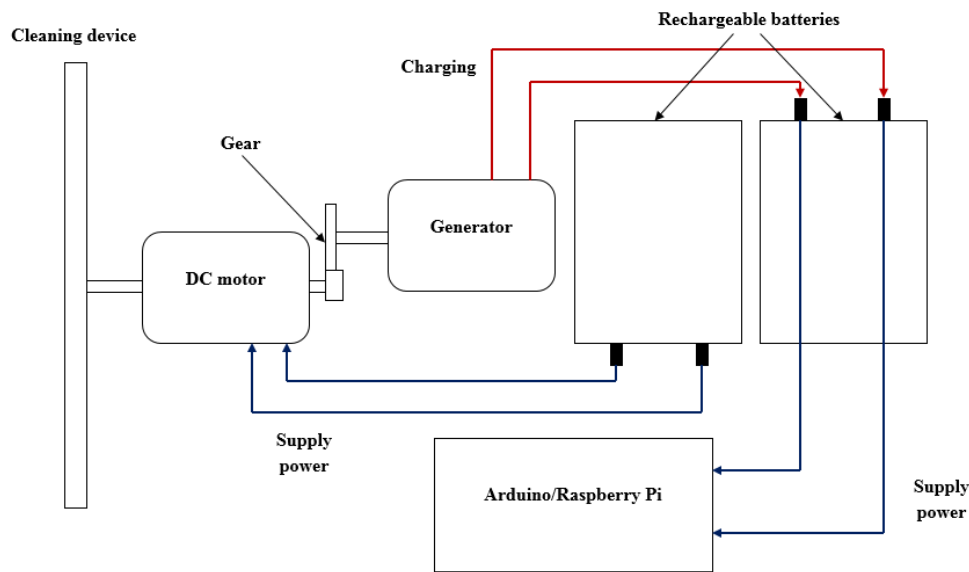 Rechargeable batteries
Cleaning device
Charging
Gear
Generator
DC motor
Supply
power
Arduino/Raspberry Pi
Supply
power